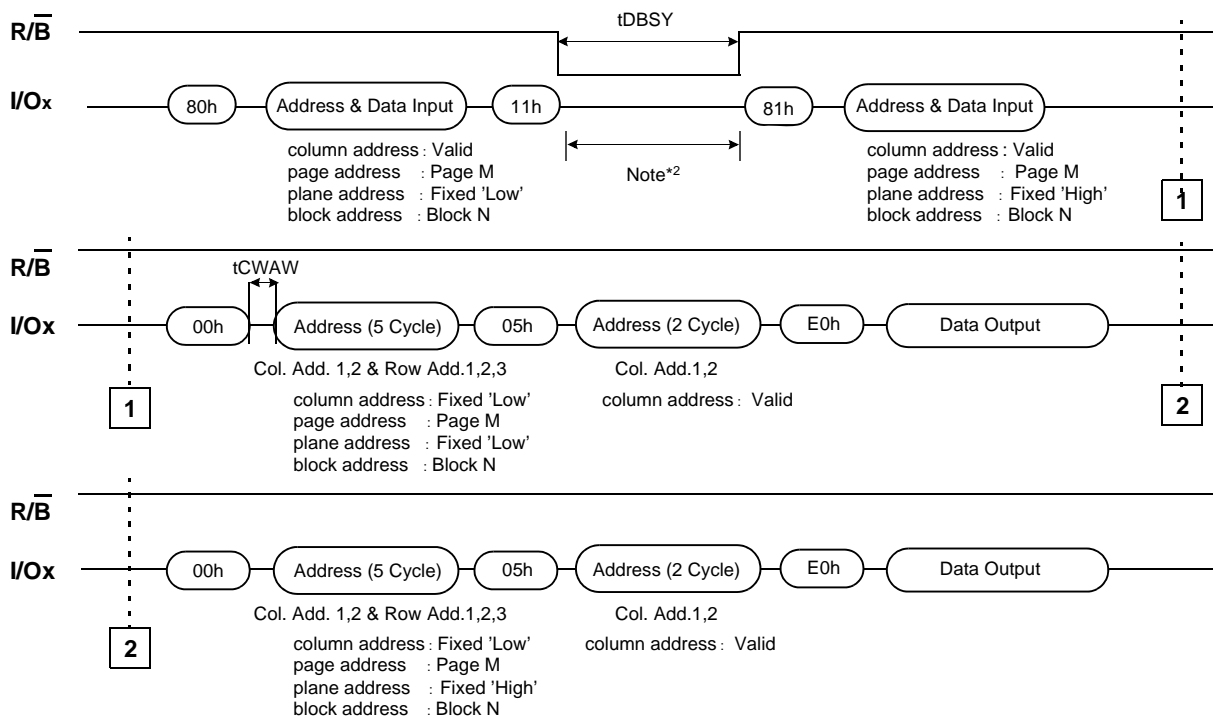 tDBSY
R/B
I/Ox
80h
Address & Data Input
11h
81h
Address & Data Input
column address : Valid
page address : Page M
plane address : Fixed 'Low'
block address : Block N
Note*2
column address : Valid
page address : Page M
plane address : Fixed 'High'
block address : Block N
1
R/B
tCWAW
I/Ox
00h
Address (5 Cycle)
05h
Address (2 Cycle)
E0h
Data Output
Col. Add. 1,2 & Row Add.1,2,3
Col. Add.1,2
column address : Fixed 'Low'
column address : Valid
page address : Page M
plane address : Fixed 'Low'
block address : Block N
1
2
R/B
I/Ox
00h
Address (5 Cycle)
05h
Address (2 Cycle)
E0h
Data Output
Col. Add. 1,2 & Row Add.1,2,3
Col. Add.1,2
column address : Fixed 'Low'
column address : Valid
page address : Page M
plane address : Fixed 'High'
block address : Block N
2